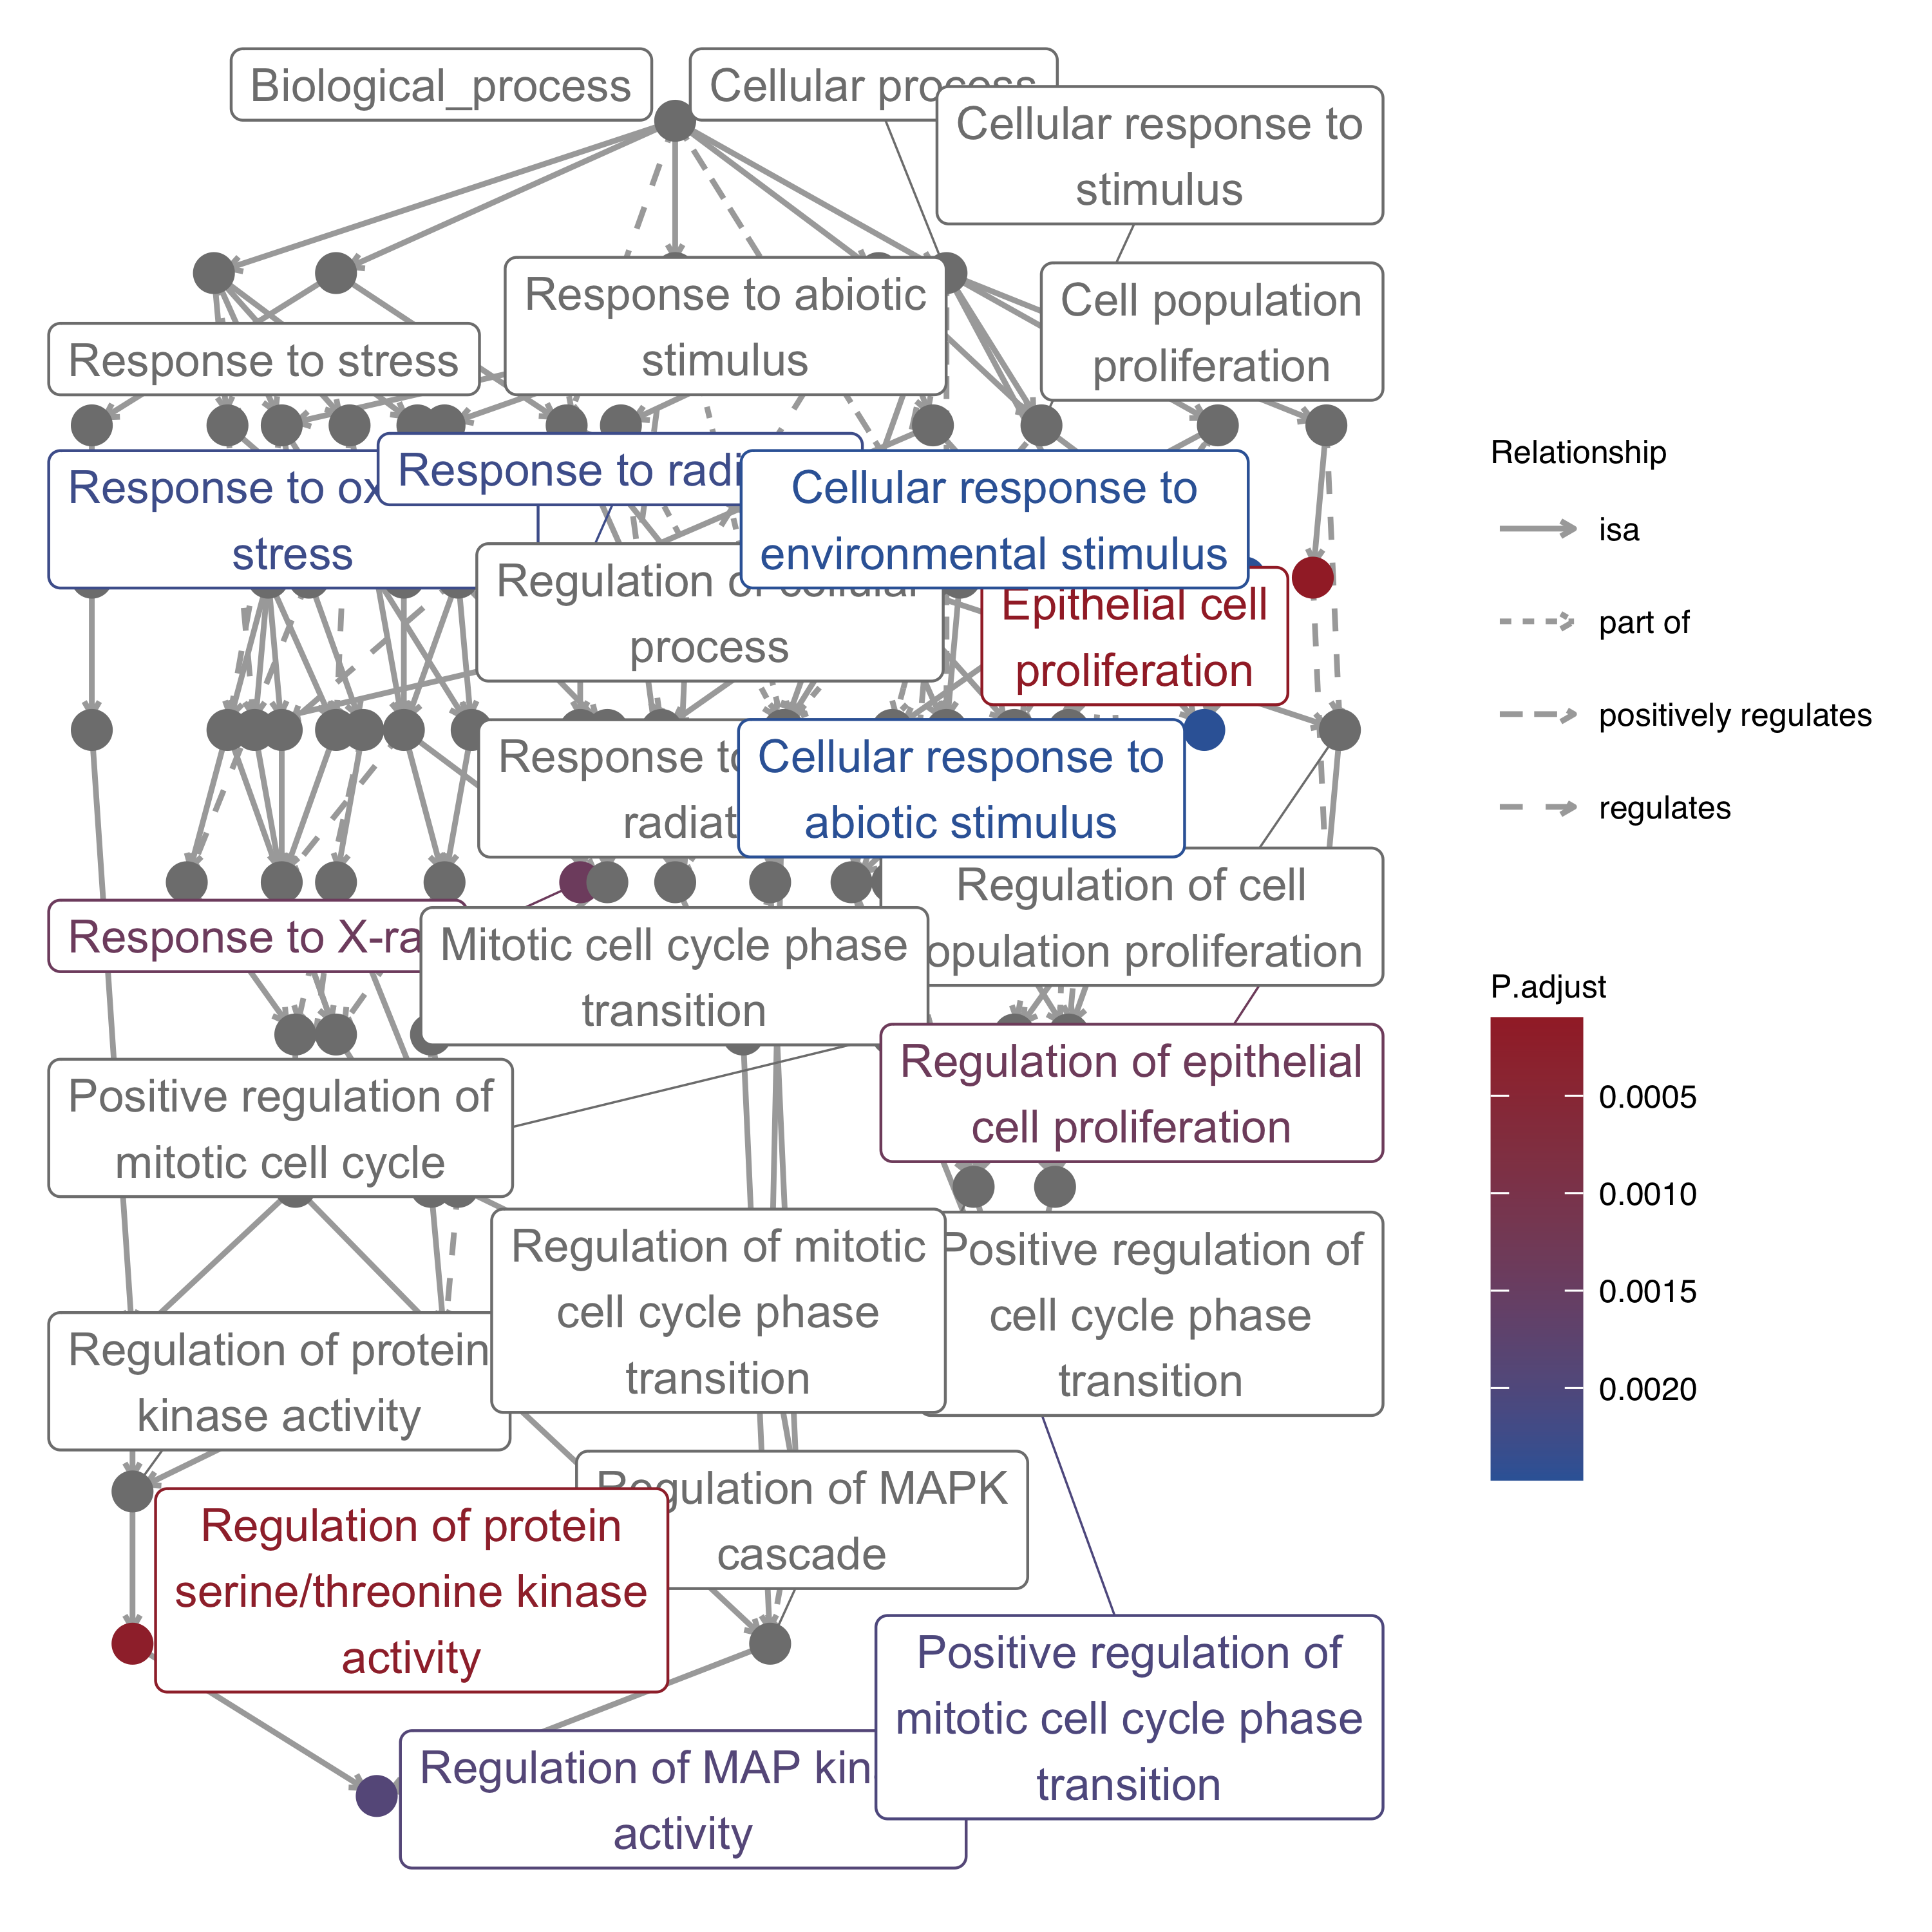 Biological_process
Cellular process
Cellular response to
stimulus
Response to abiotic
stimulus
Cell population
proliferation
Response to stress
Response to
stress
Response to
Cellular response to
environmental stimulus
Regulation of cellular
process
Epithelial cell
proliferation
Response to
Cellular response to
abiotic stimulus
Regulation of cell
population proliferation
Response to X-ra
Mitotic cell cycle phase
transition
Regulation of epithelial
cell proliferation
Positive regulation of
mitotic cell cycle
Regulation of mitotic
cell cycle phase
transition
Positive regulation of
cell cycle phase
transition
Regulation of protein
kinase activity
Regulation of MAPK
cascade
Regulation of protein
serine/threonine kinase
activity
Positive regulation of
mitotic cell cycle phase
transition
Regulation of MAP kin
activity
Relationship
isa
part of
positively regulates
regulates
P.adjust
0.0005
0.0010
0.0015
0.0020